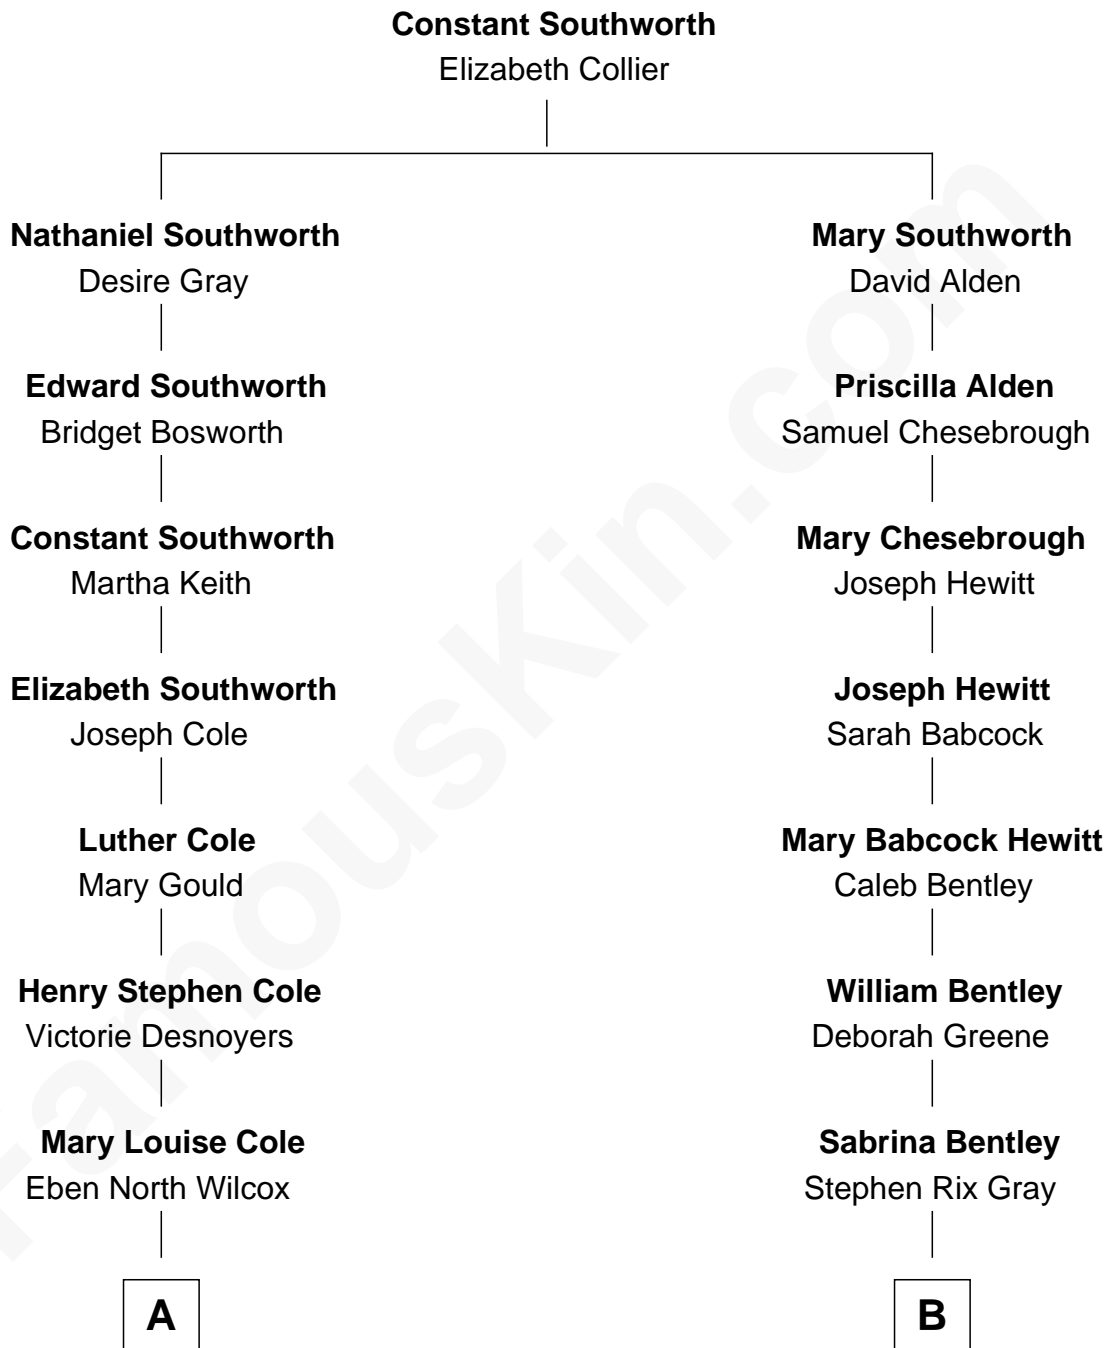 Constant Southworth
Elizabeth Collier
Nathaniel Southworth
Desire Gray
Mary Southworth
David Alden
Edward Southworth
Bridget Bosworth
Priscilla Alden
Samuel Chesebrough
Constant Southworth
Martha Keith
Mary Chesebrough
Joseph Hewitt
Elizabeth Southworth
Joseph Cole
Joseph Hewitt
Sarah Babcock
Luther Cole
Mary Gould
Mary Babcock Hewitt
Caleb Bentley
Henry Stephen Cole
Victorie Desnoyers
William Bentley
Deborah Greene
Mary Louise Cole
Eben North Wilcox
Sabrina Bentley
Stephen Rix Gray
A
B
FamousKin.com